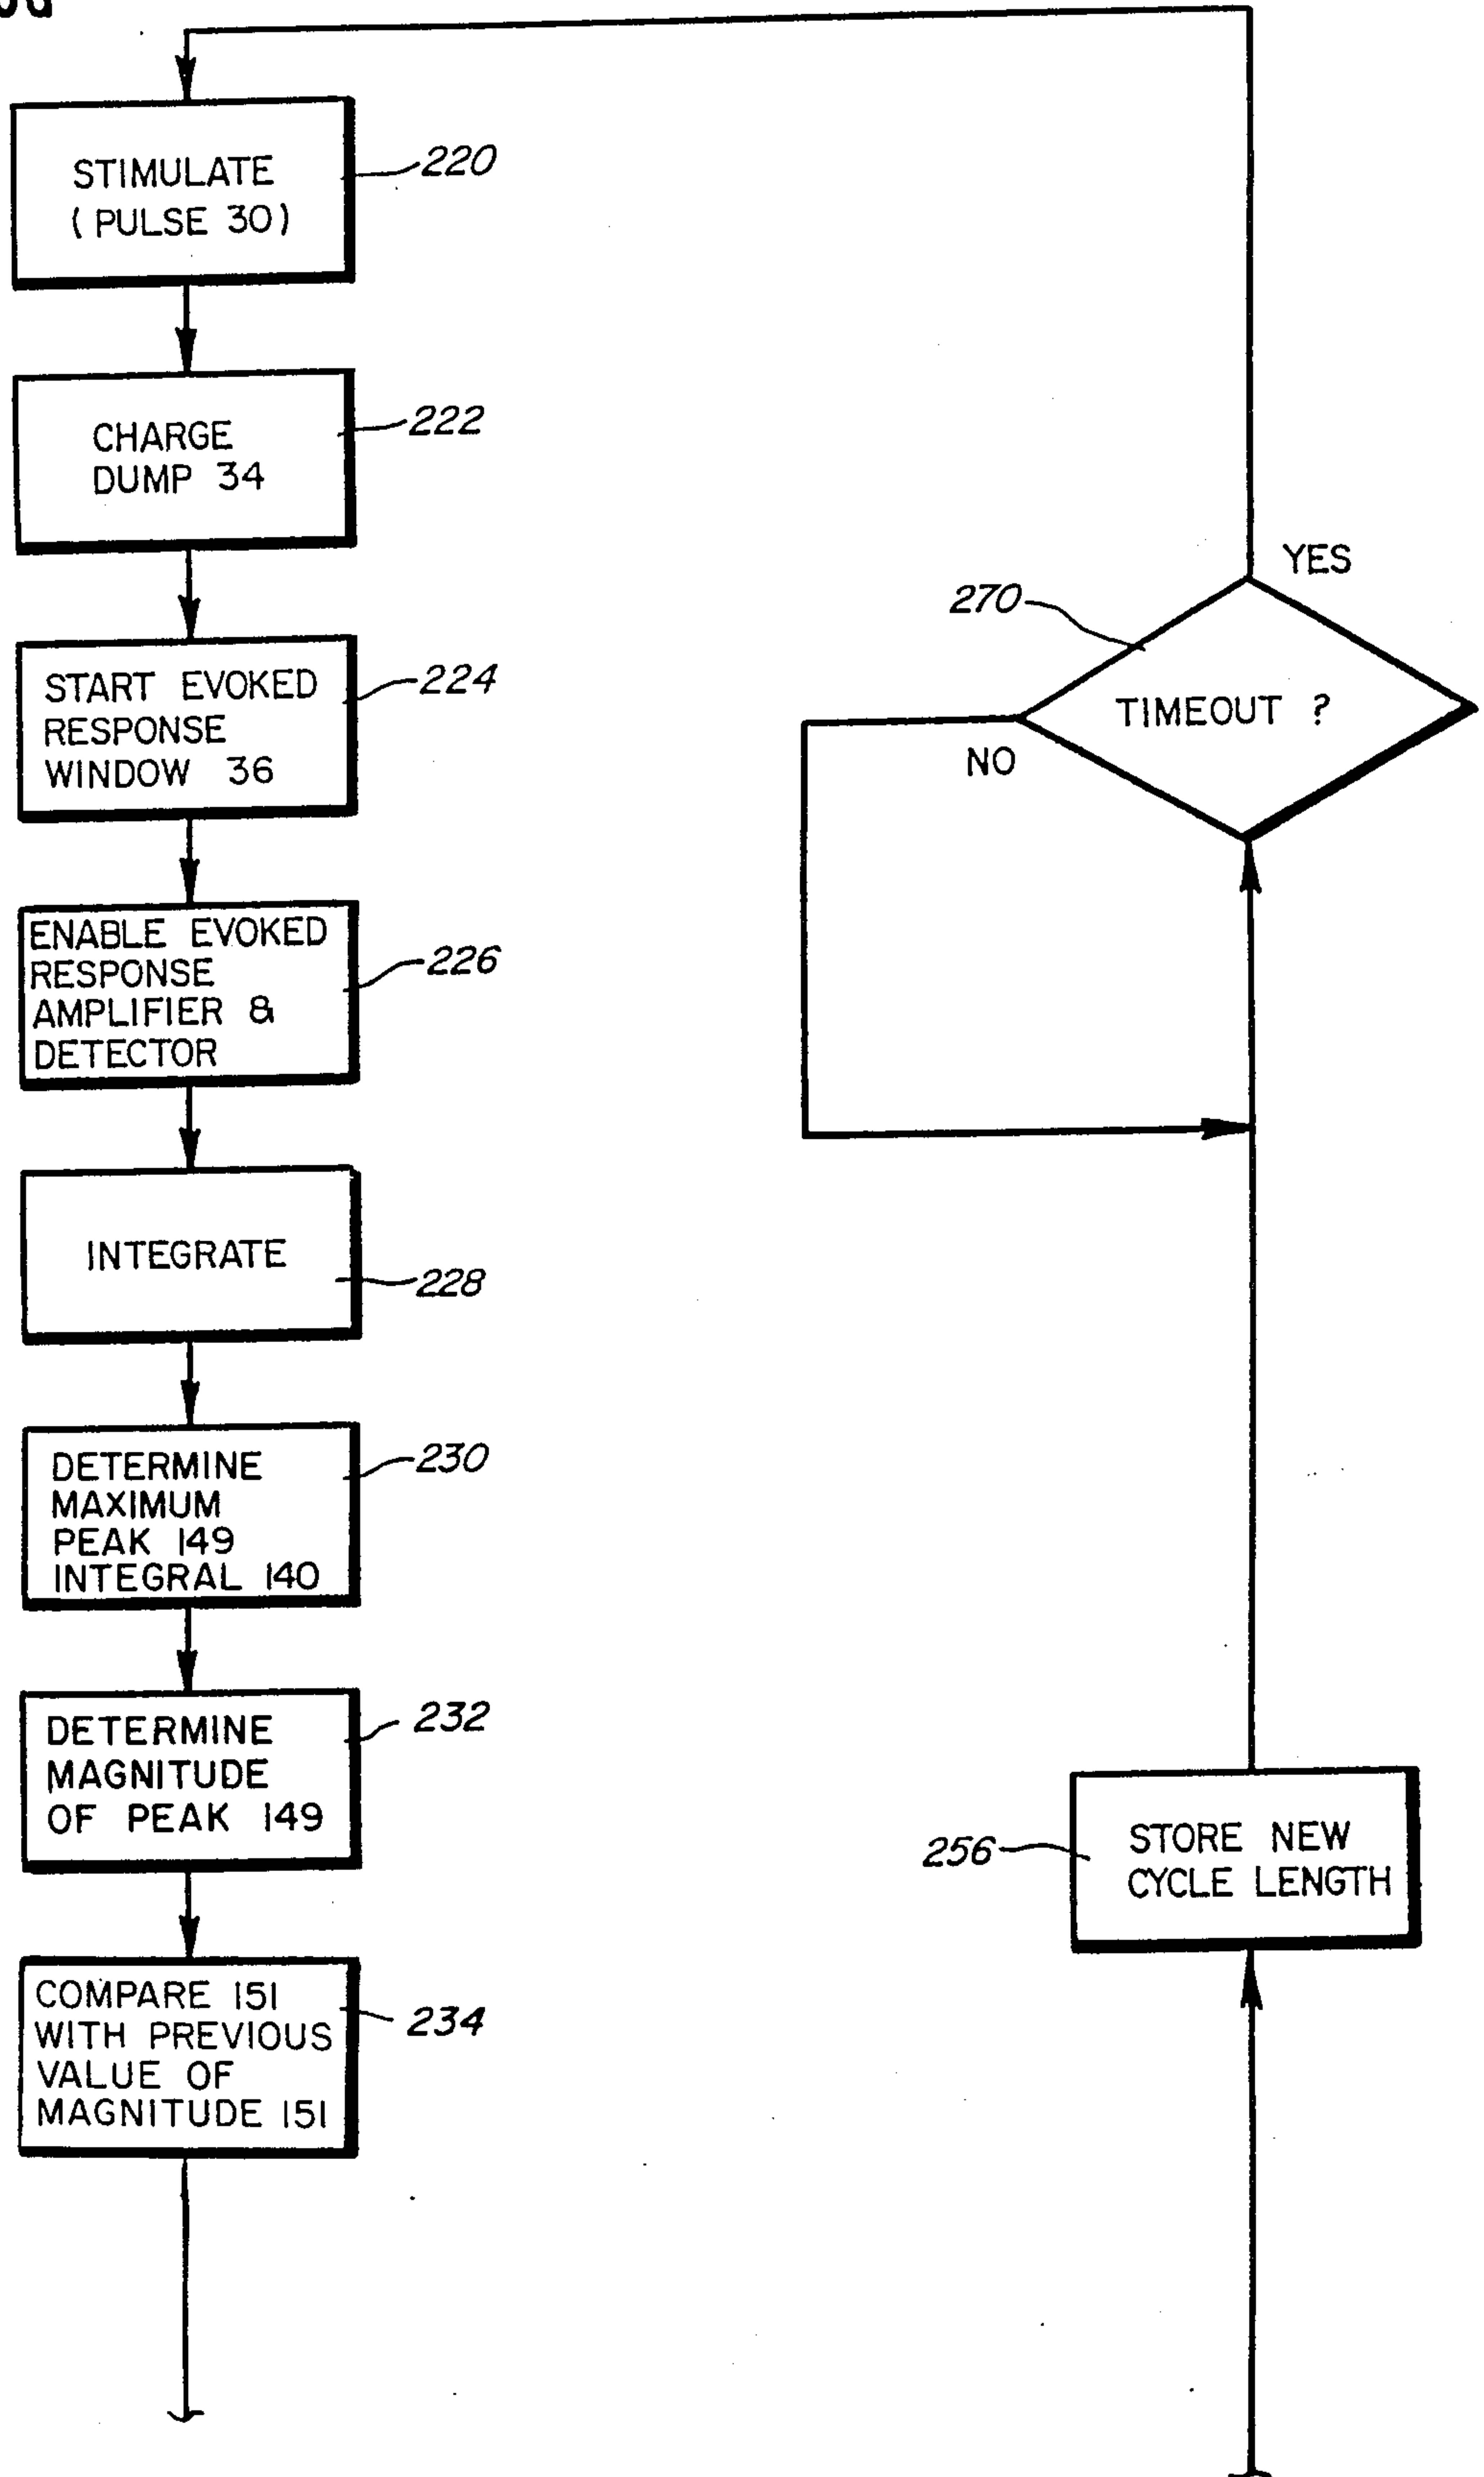 STIMULATE
(PULSE 30)
220
CHARGE
DUMP 34
222
START EVOKED
RESPONSE
WINDOW 36
224
ENABLE EVOKED
RESPONSE
AMPLIFIER &
DETECTOR
226
INTEGRATE
228
DETERMINE
MAXIMUM
PEAK 149
INTEGRAL 140
230
DETERMINE
MAGNITUDE
OF PEAK 149
232
COMPARE 151
WITH PREVIOUS
VALUE OF
MAGNITUDE 151
234
YES
270
TIMEOUT ?
NO
256
STORE NEW
CYCLE LENGTH